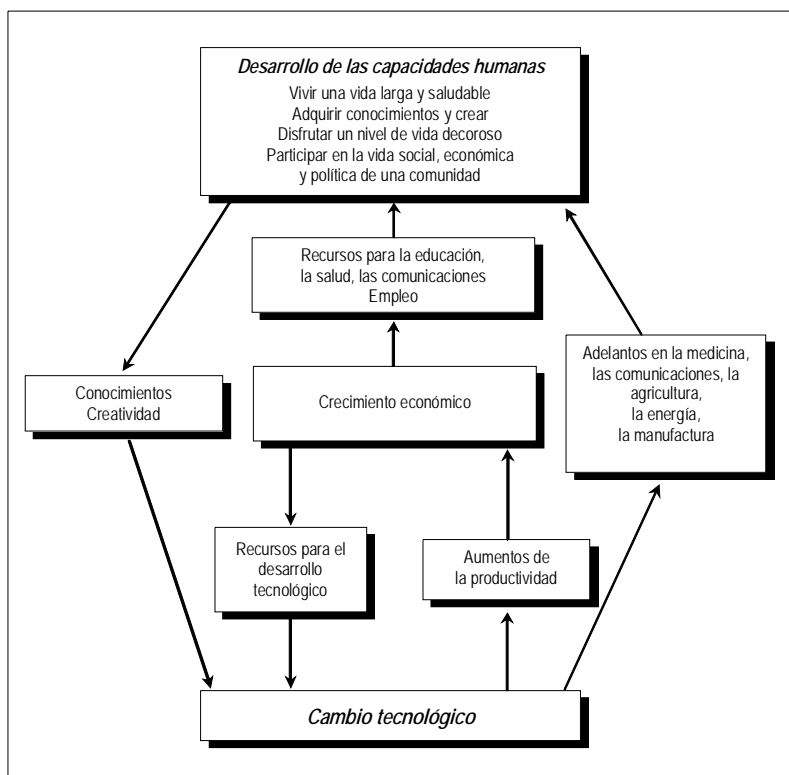 Desarrollo de las capacidades humanas
Vivir una vida larga y saludable
Adquirir conocimientos y crear
Disfrutar un nivel de vida decoroso
Participar en la vida social, económica
y política de una comunidad
Recursos para la educación,
la salud, las comunicaciones
Empleo
Adelantos en la medicina,
las comunicaciones, la
agricultura,
la energía,
la manufactura
Conocimientos
Creatividad
Crecimiento económico
Recursos para el
desarrollo
tecnológico
Aumentos de
la productividad
Cambio tecnológico